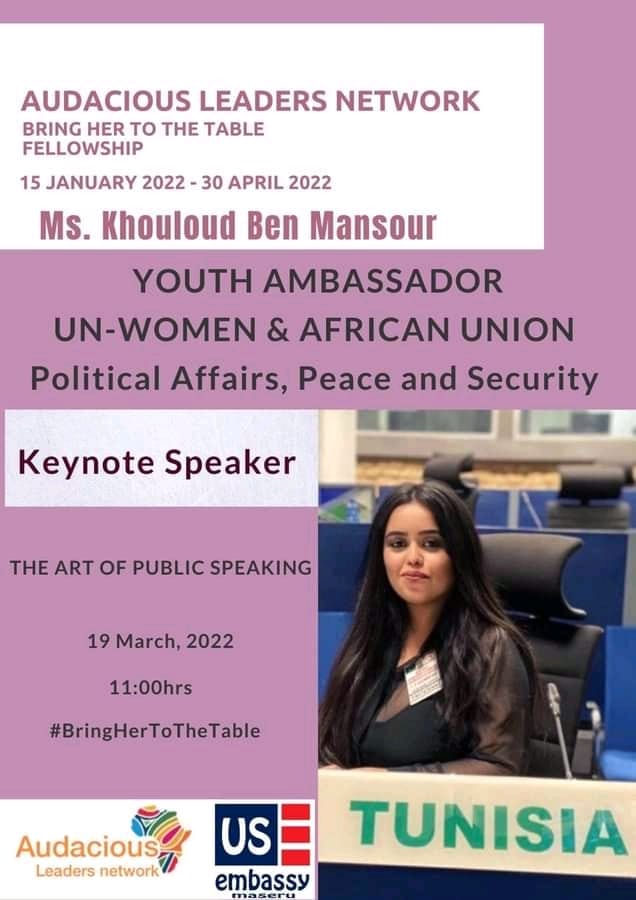 AUDACIOUS LEADERS NETWORK
BRING HER TO THE TABLE
FELLOWSHIP
15 JANUARY 2022 - 30 APRIL 2022
Ms. Khouloud Ben Mansour
YOUTH AMBASSADOR
UN-WOMEN & AFRICAN UNION
Political Affairs, Peace and Security
Keynote Speaker
THE ART OF PUBLIC SPEAKING
19 March, 2022
11:00hrs
#BringHerToTheTable
TUNISIA
Audacious
Leaders network
US
embassy
maseru